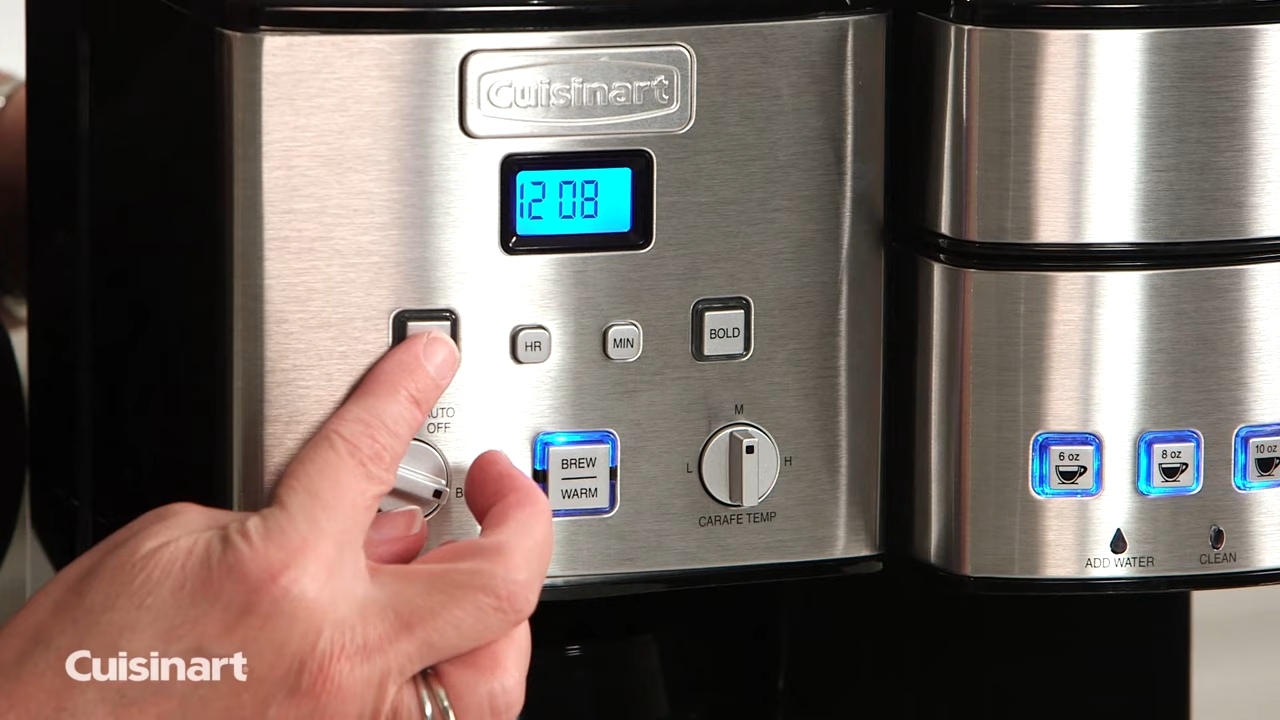 Cuisinart
12 08
HR
MIN
BOLD
AUTO
OFF
B
BREW
WARM
M
L
H
CARAFE TEMP
6 oz
8 oz
10 oz
ADD WATER
CLEAN
Cuisinart